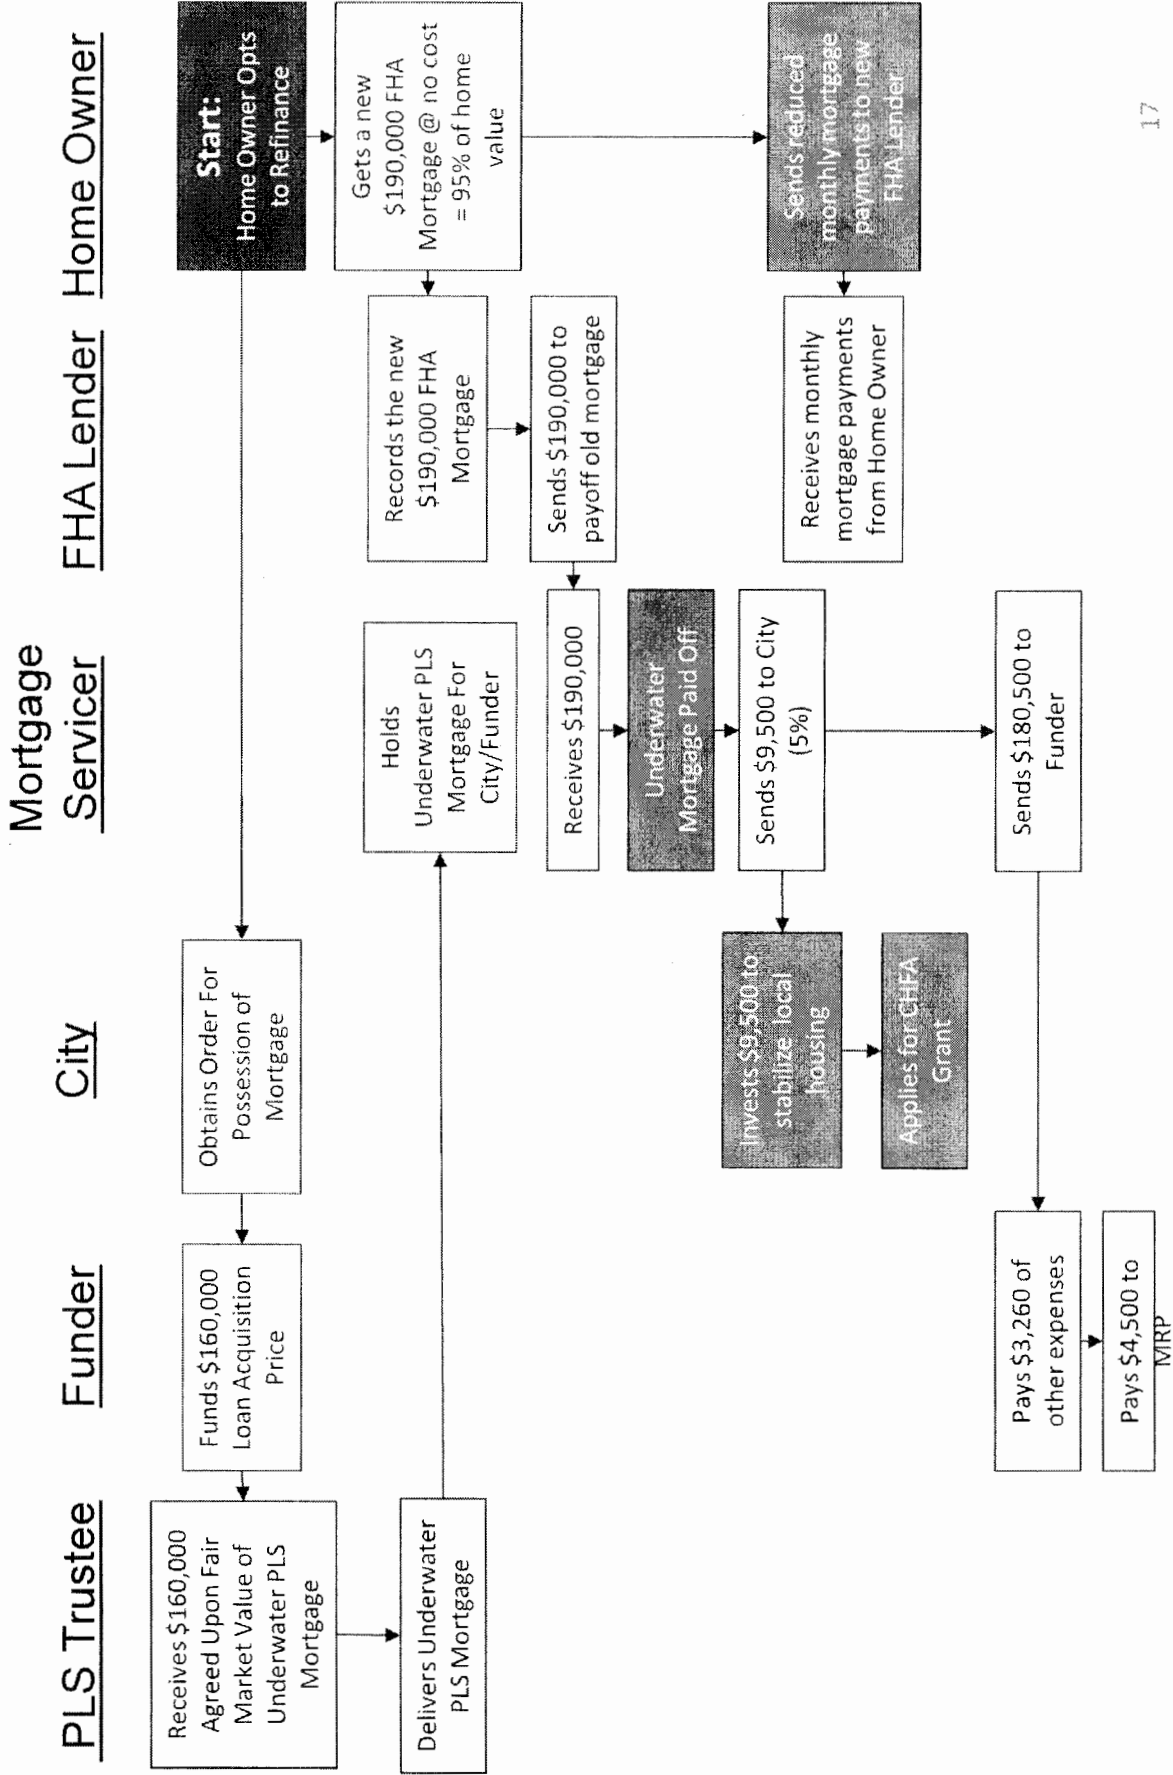 PLS Trustee
Funder
City
Mortgage
Servicer
FHA Lender
Home Owner
Receives $160,000
Agreed Upon Fair
Market Value of
Underwater PLS
Mortgage
Delivers Underwater
PLS Mortgage
Funds $160,000
Loan Acquisition
Price
Pays $3,260 of
other expenses
Pays $4,500 to
MRP
Obtains Order For
Possession of
Mortgage
Invests $9,500 to
stabilize local
housing
Applies for CHFA
Grant
Holds
Underwater PLS
Mortgage For
City/Funder
Receives $190,000
Underwater
Mortgage Paid Off
Sends $9,500 to City
(5%)
Sends $180,500 to
Funder
Records the new
$190,000 FHA
Mortgage
Sends $190,000 to
payoff old mortgage
Receives monthly
mortgage payments
from Home Owner
Start:
Home Owner Opts
to Refinance
Gets a new
$190,000 FHA
Mortgage @ no cost
= 95% of home
value
Sends reduced
monthly mortgage
payments to new
FHA Lender
17